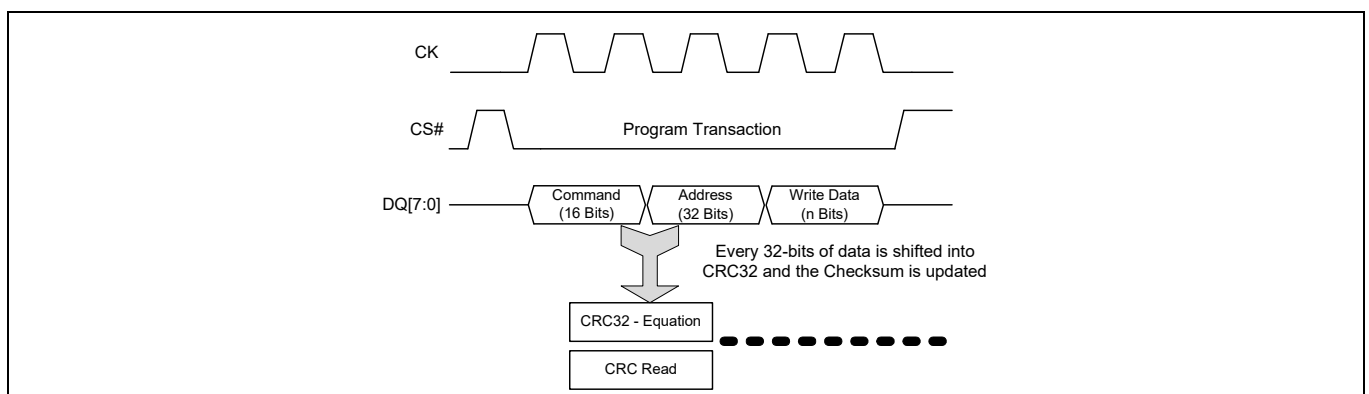 CK
CS#
Program Transaction
DQ[7:0]
Command
(16 Bits)
Address
(32 Bits)
Write Data
(n Bits)
Every 32-bits of data is shifted into
CRC32 and the Checksum is updated
CRC32 - Equation
CRC Read